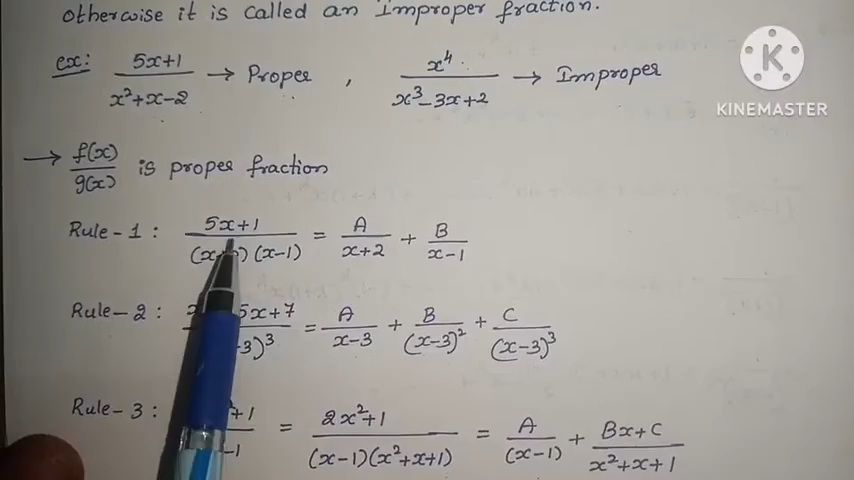 otherwise it is called an Improper fraction.
ex: 5x+1 / x²+x-2 → Proper , x⁴ / x³-3x+2 → Improper
K
KINEMASTER
→ f(x) / g(x) is proper fraction
Rule-1 : 5x+1 / (x+ ) (x-1) = A / x+2 + B / x-1
Rule-2 : 5x+7 / -3)³ = A / x-3 + B / (x-3)² + C / (x-3)³
Rule-3 : ²+1 / -1 = 2x²+1 / (x-1)(x²+x+1) = A / (x-1) + Bx+C / x²+x+1